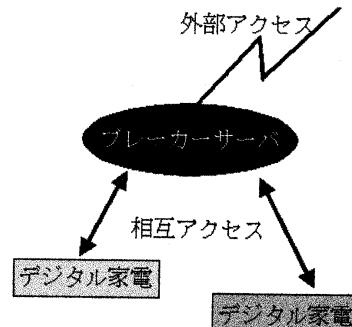 外部アクセス
ブレーカーサーバ
相互アクセス
デジタル家電
デジタル家電